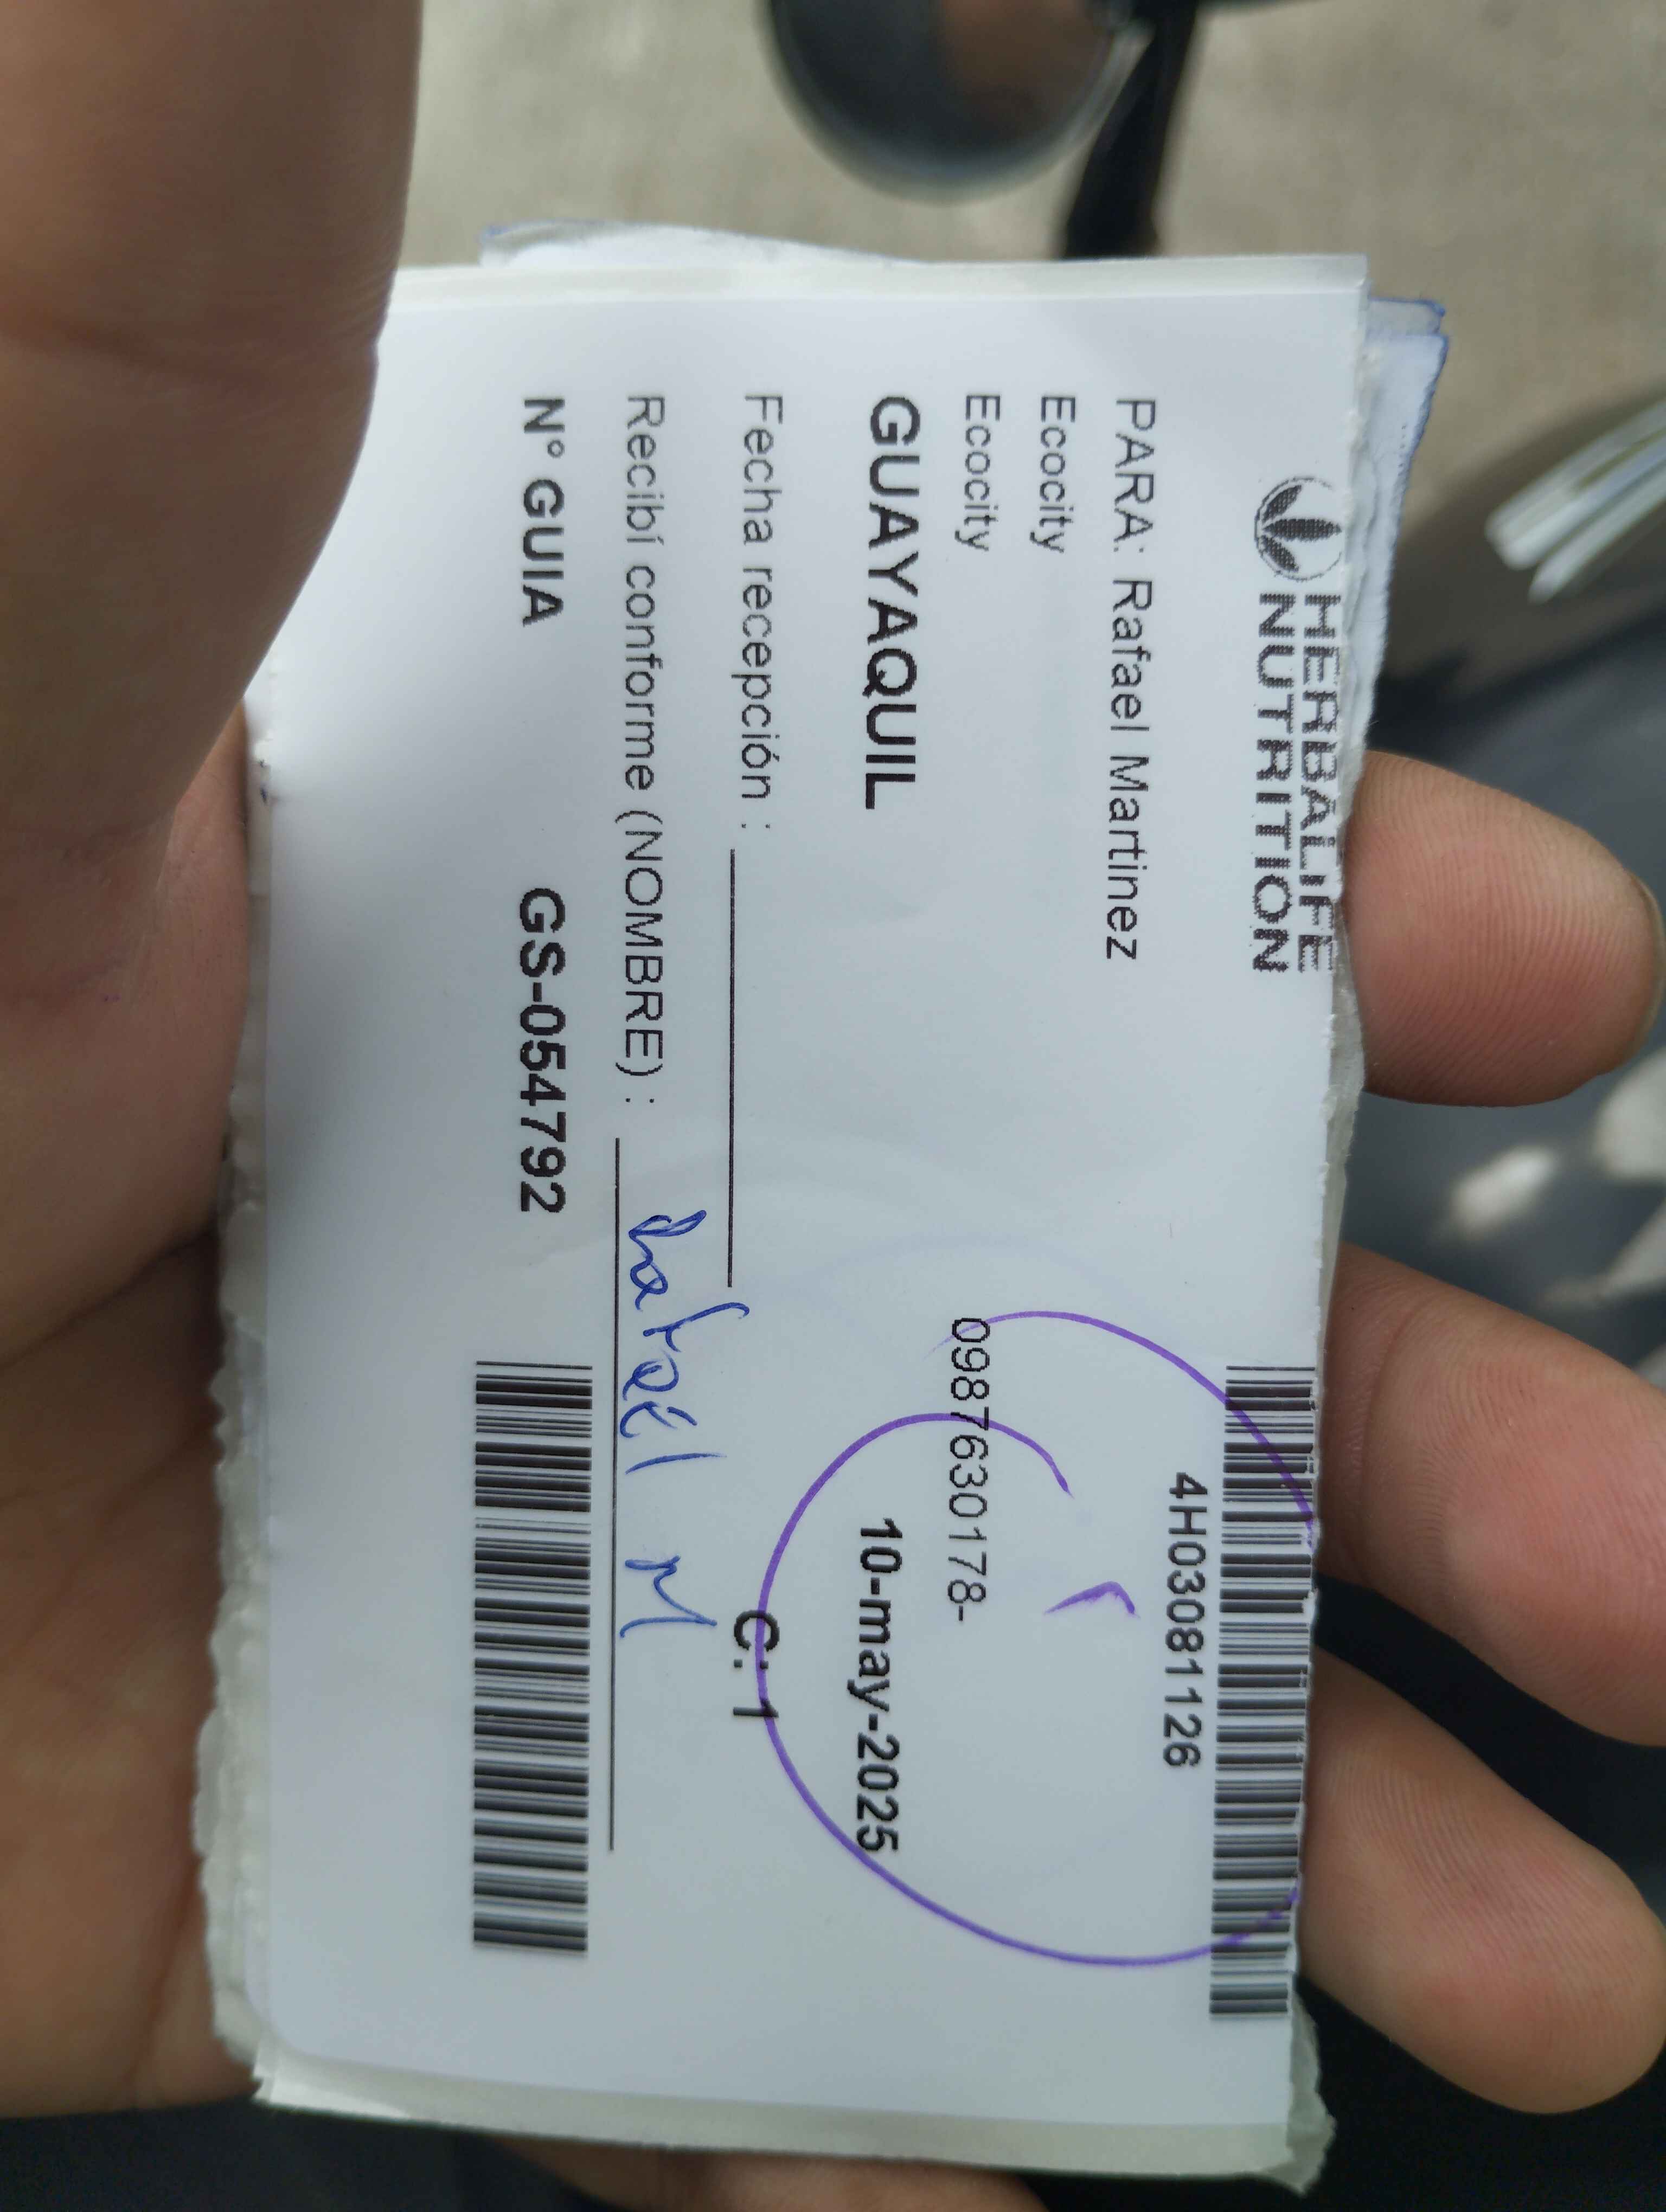 HERBALIFE
NUTRITION
4H03081126
PARA: Rafael Martinez
Ecocity
Ecocity
0987630178-
GUAYAQUIL
10-may-2025
Fecha recepción :
C: 1
Recibí conforme (NOMBRE) : Rafael M
N° GUIA
GS-054792